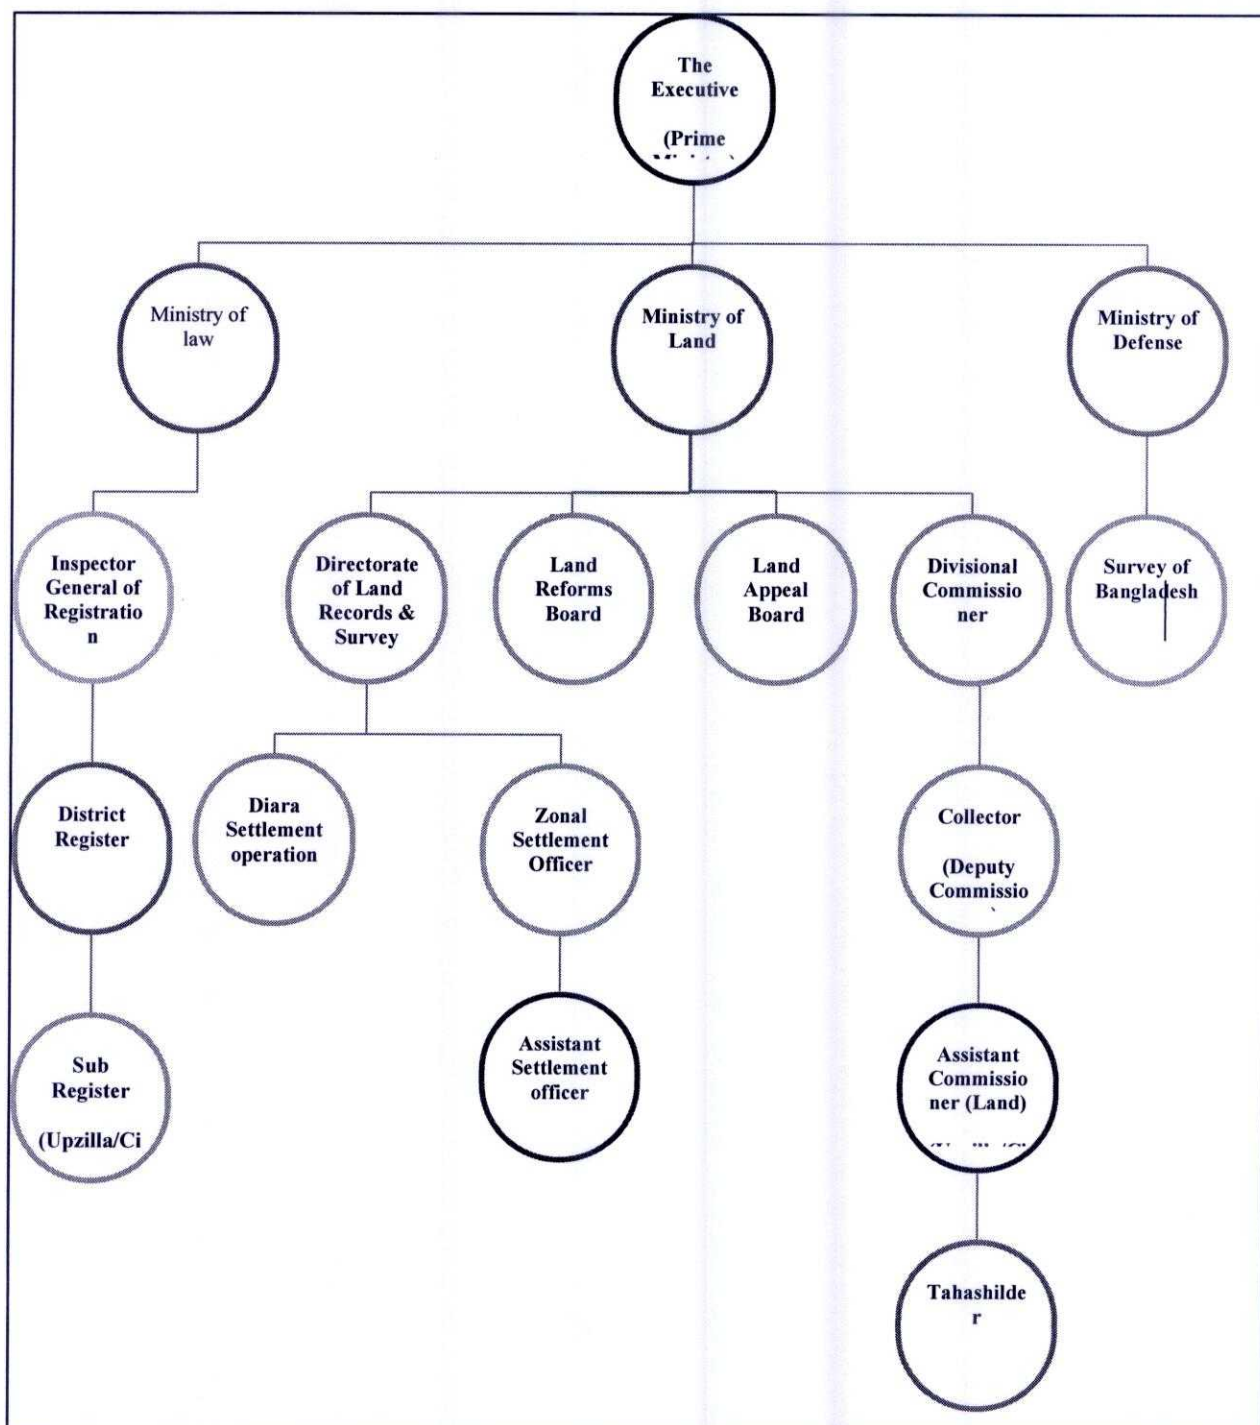 The
Executive
(Prime
Ministry of
law
Ministry of
Land
Ministry of
Defense
Inspector
General of
Registratio
n
Directorate
of Land
Records &
Survey
Land
Reforms
Board
Land
Appeal
Board
Divisional
Commissio
ner
Survey of
Bangladesh
District
Register
Diara
Settlement
operation
Zonal
Settlement
Officer
Collector
(Deputy
Commissio
Sub
Register
(Upzilla/Ci
Assistant
Settlement
officer
Assistant
Commissio
ner (Land)
Tahashilde
r